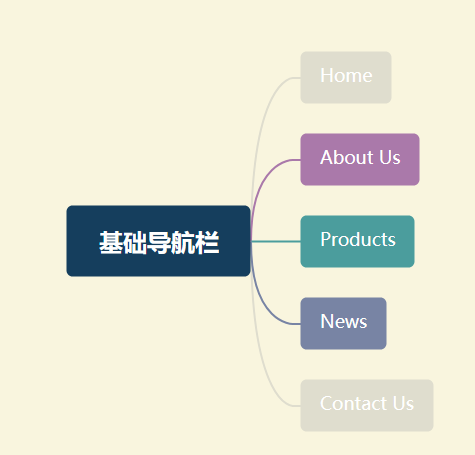 Home
About Us
基础导航栏
Products
News
Contact Us